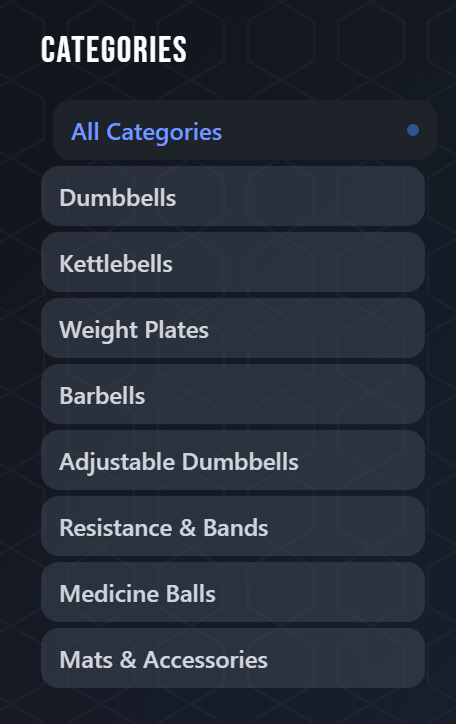 CATEGORIES
All Categories
Dumbbells
Kettlebells
Weight Plates
Barbells
Adjustable Dumbbells
Resistance & Bands
Medicine Balls
Mats & Accessories